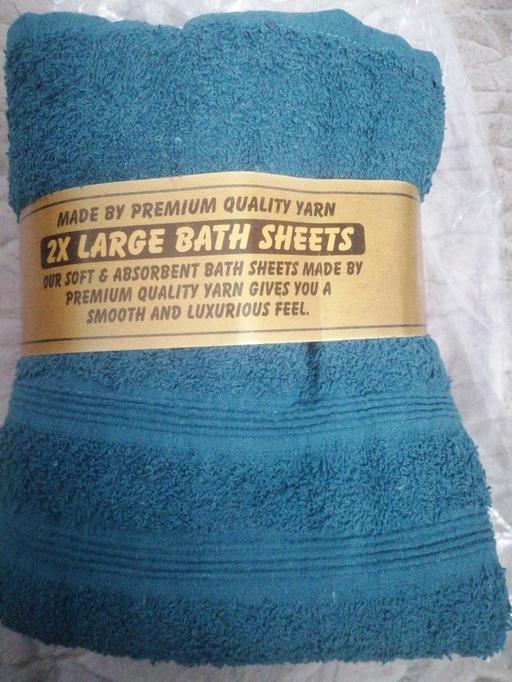 MADE BY PREMIUM QUALITY YARN
2X LARGE BATH SHEETS
OUR SOFT & ABSORBENT BATH SHEETS MADE BY
PREMIUM QUALITY YARN GIVES YOU A
SMOOTH AND LUXURIOUS FEEL.